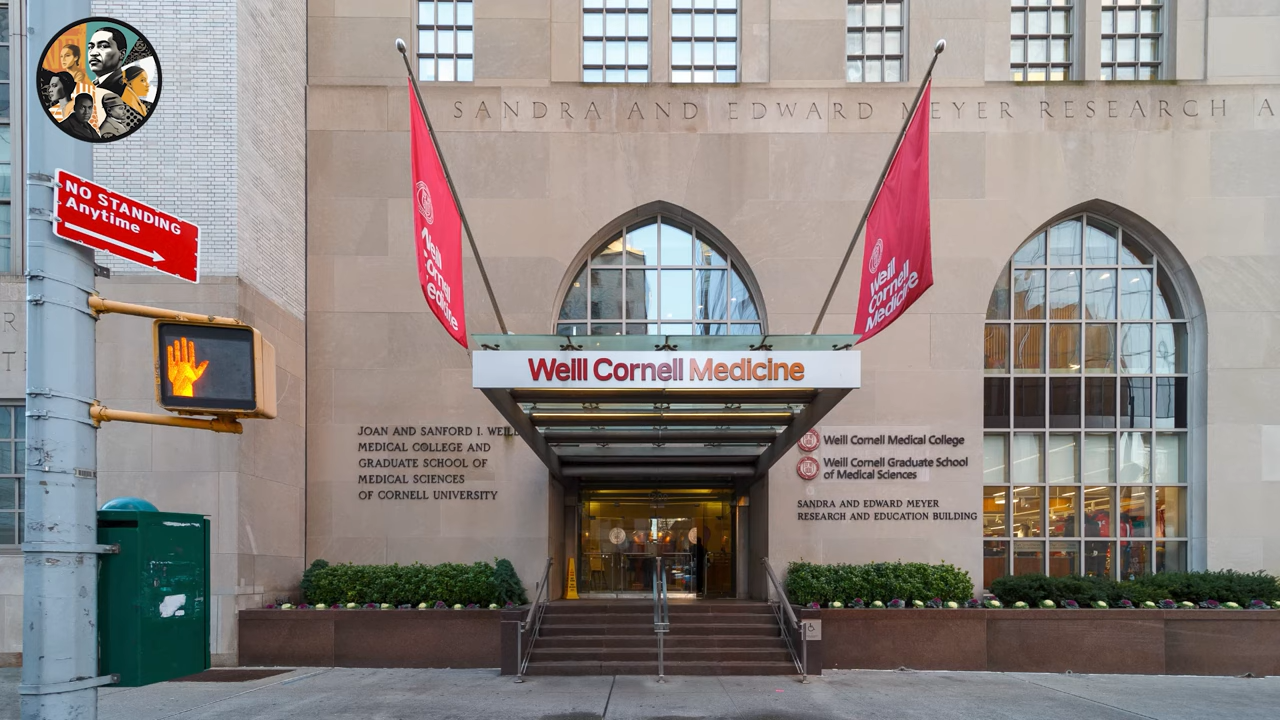 SANDRA AND EDWARD MEYER RESEARCH A
NO STANDING
Anytime
Weill
Cornell
Medicine
Weill
Cornell
Medicine
Weill Cornell Medicine
JOAN AND SANFORD I. WEILL
MEDICAL COLLEGE AND
GRADUATE SCHOOL OF
MEDICAL SCIENCES
OF CORNELL UNIVERSITY
Weill Cornell Medical College
Weill Cornell Graduate School
of Medical Sciences
SANDRA AND EDWARD MEYER
RESEARCH AND EDUCATION BUILDING